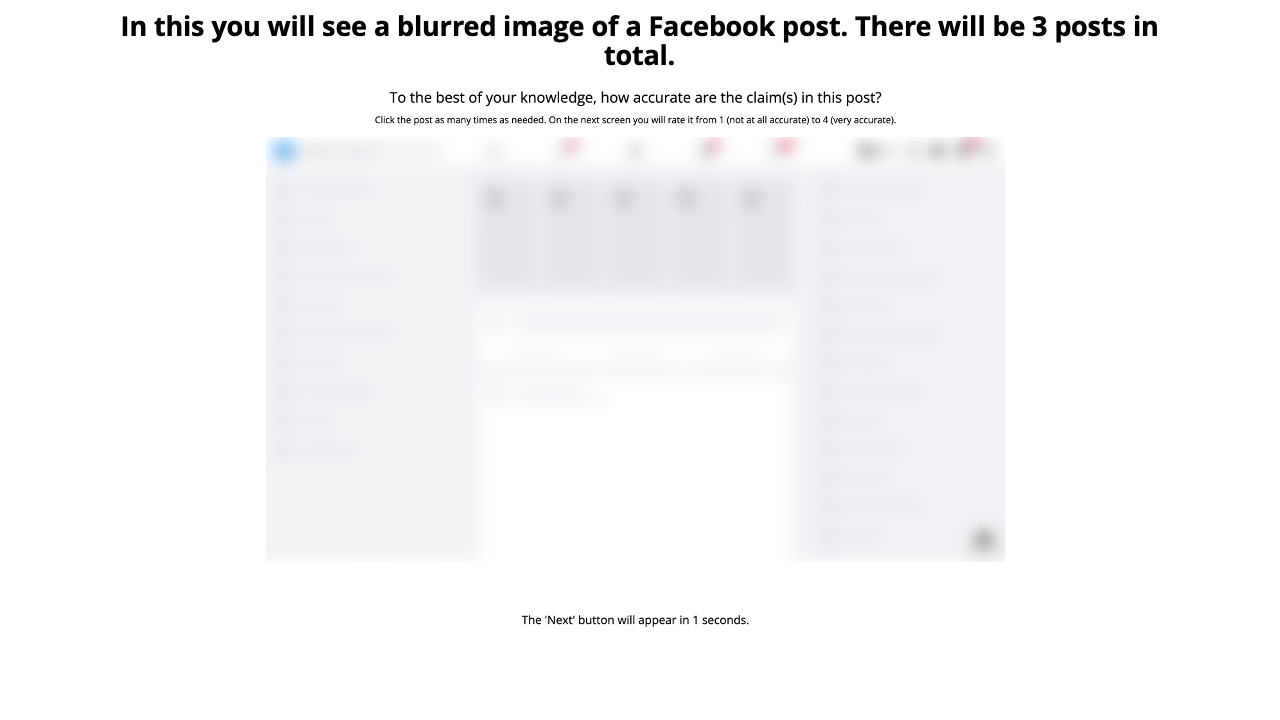 In this you will see a blurred image of a Facebook post. There will be 3 posts in
total.
To the best of your knowledge, how accurate are the claim(s) in this post?
Click the post as many times as needed. On the next screen you will rate it from 1 (not at all accurate) to 4 (very accurate).
The 'Next' button will appear in 1 seconds.